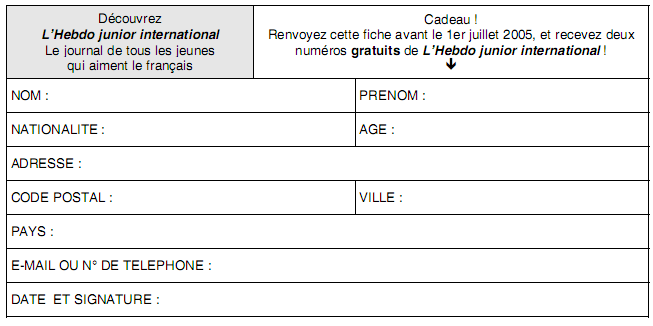 Découvrez
L'Hebdo junior international
Le journal de tous les jeunes
qui aiment le français
Cadeau !
Renvoyez cette fiche avant le 1er juillet 2005, et recevez deux
numéros gratuits de L'Hebdo junior international !
NOM :
PRENOM :
NATIONALITE :
AGE :
ADRESSE :
CODE POSTAL :
VILLE :
PAYS :
E-MAIL OU N° DE TELEPHONE :
DATE ET SIGNATURE :